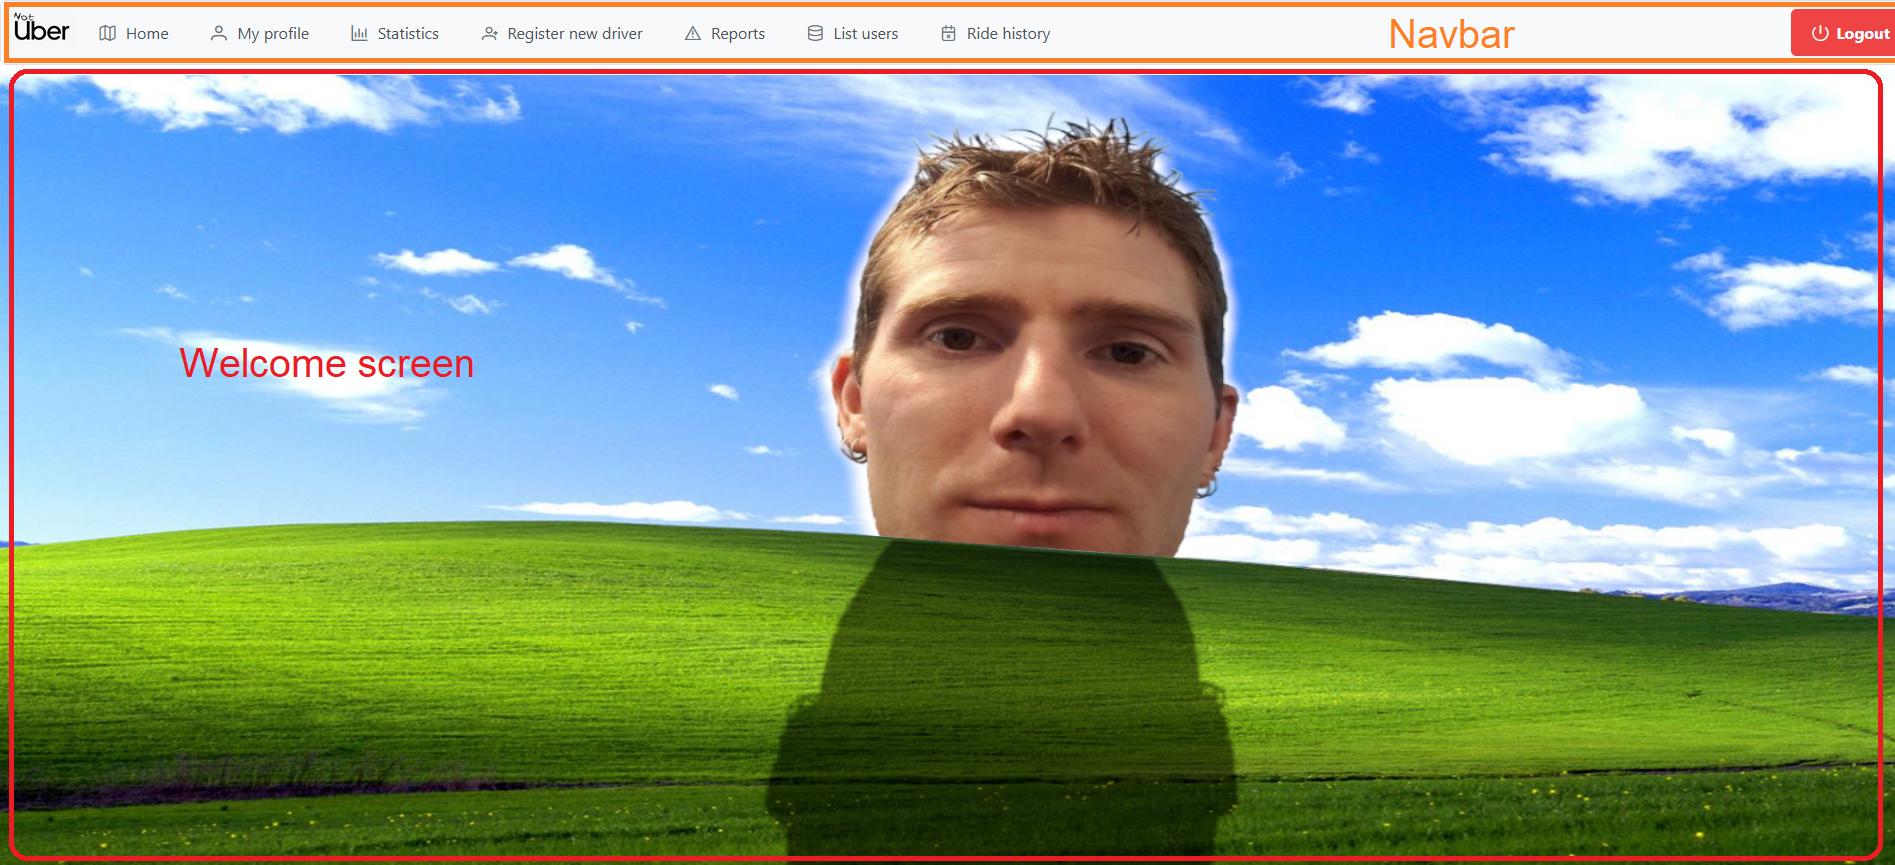 Not
Uber
Home
My profile
Statistics
Register new driver
Reports
List users
Ride history
Navbar
Logout
Welcome screen